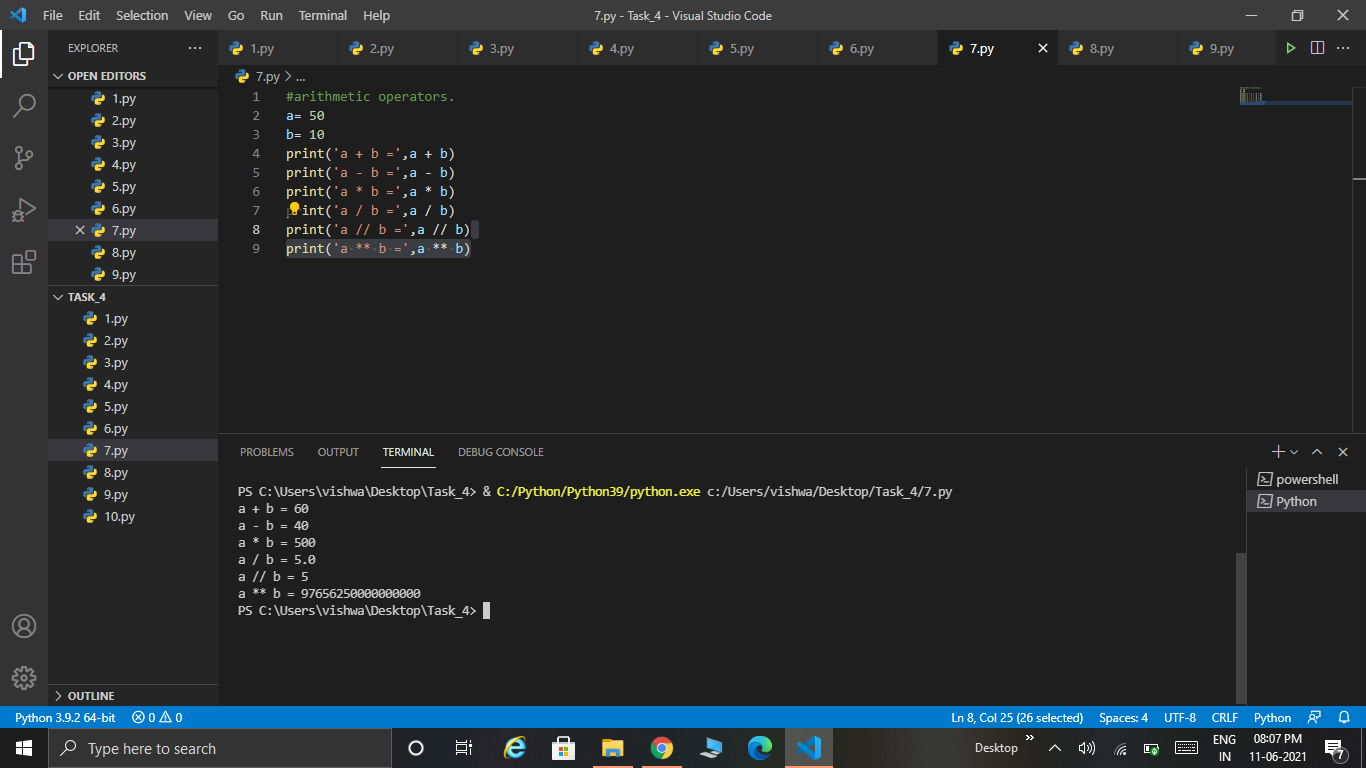 File Edit Selection View Go Run Terminal Help 7.py - Task_4 - Visual Studio Code
EXPLORER
OPEN EDITORS
1.py
2.py
3.py
4.py
5.py
6.py
7.py
8.py
9.py
TASK_4
1.py
2.py
3.py
4.py
5.py
6.py
7.py
8.py
9.py
10.py
OUTLINE
1.py 2.py 3.py 4.py 5.py 6.py 7.py 8.py 9.py
7.py > ...
1 #arithmetic operators.
2 a= 50
3 b= 10
4 print('a + b =',a + b)
5 print('a - b =',a - b)
6 print('a * b =',a * b)
7 print('a / b =',a / b)
8 print('a // b =',a // b)
9 print('a ** b =',a ** b)
PROBLEMS OUTPUT TERMINAL DEBUG CONSOLE
PS C:\Users\vishwa\Desktop\Task_4> & C:/Python/Python39/python.exe c:/Users/vishwa/Desktop/Task_4/7.py
a + b = 60
a - b = 40
a * b = 500
a / b = 5.0
a // b = 5
a ** b = 97656250000000000
PS C:\Users\vishwa\Desktop\Task_4>
powershell
Python
Python 3.9.2 64-bit 0 0 Ln 8, Col 25 (26 selected) Spaces: 4 UTF-8 CRLF Python
Type here to search Desktop ENG IN 08:07 PM 11-06-2021 7